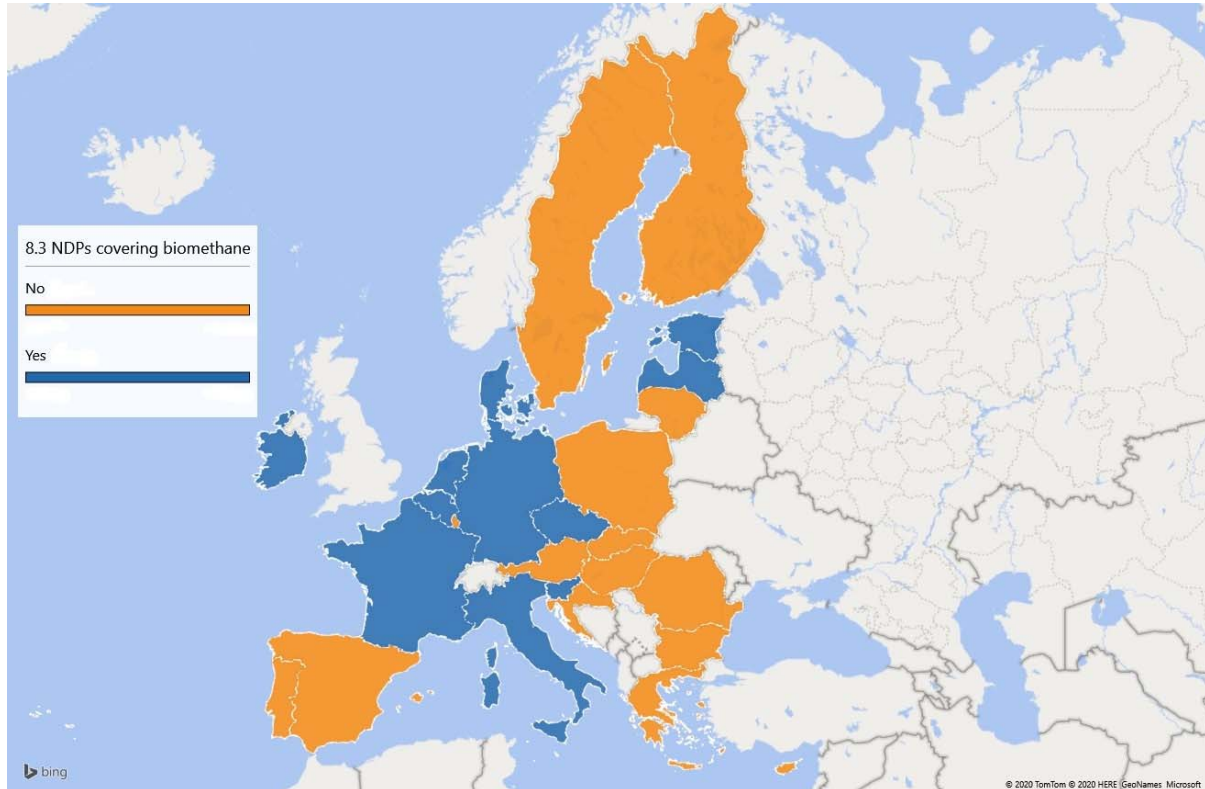 8.3 NDPs covering biomethane
No
Yes
bing
© 2020 TomTom © 2020 HERE, GeoNames, Microsoft